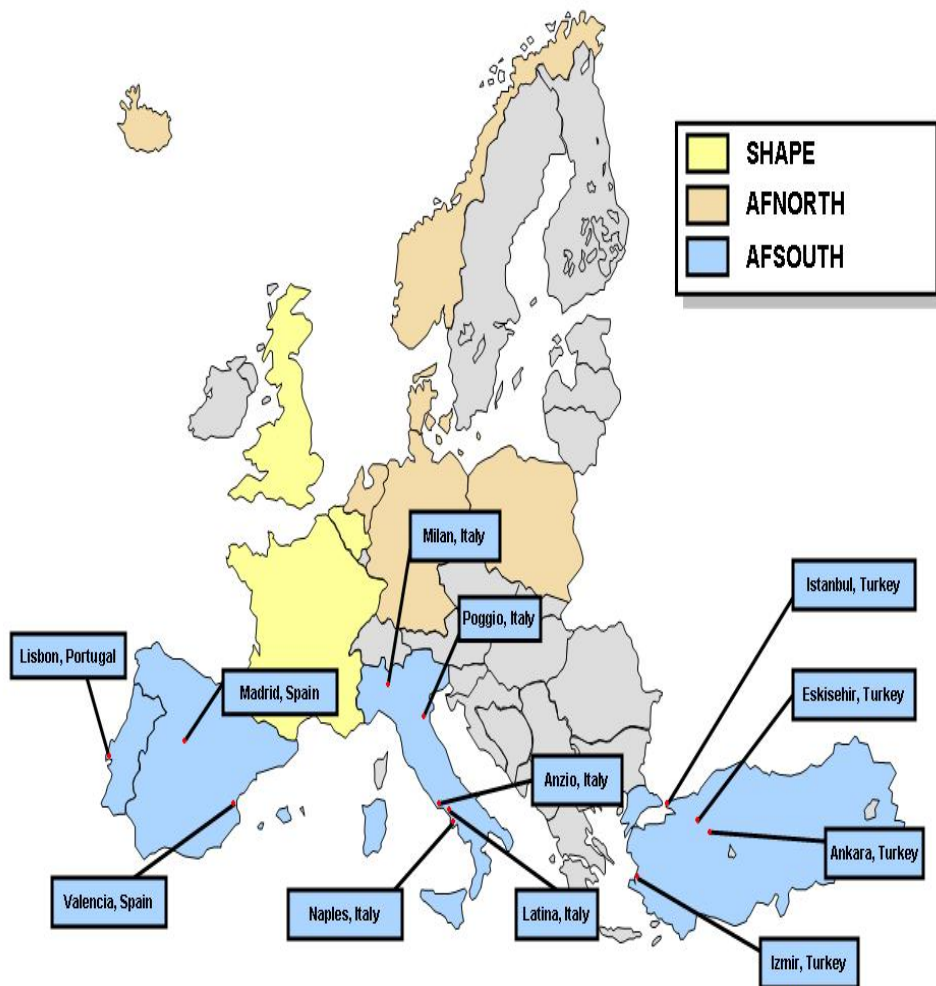 SHAPE
AFNORTH
AFSOUTH
Milan, Italy
Istanbul, Turkey
Poggio, Italy
Lisbon, Portugal
Madrid, Spain
Eskisehir, Turkey
Anzio, Italy
Ankara, Turkey
Valencia, Spain
Naples, Italy
Latina, Italy
Izmir, Turkey